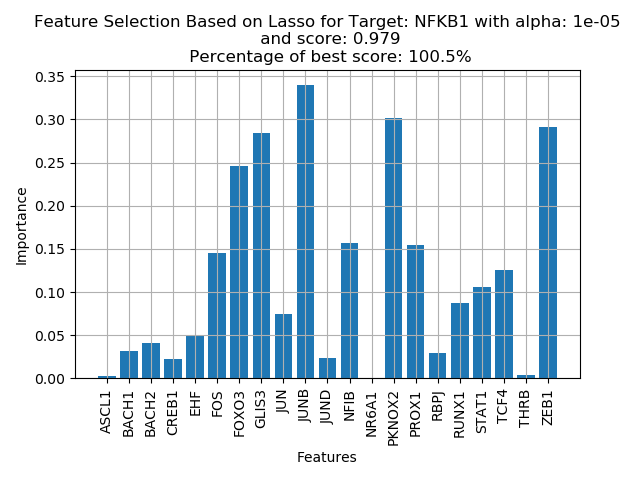 Feature Selection Based on Lasso for Target: NFKB1 with alpha: 1e-05
and score: 0.979
Percentage of best score: 100.5%
0.35
0.30
0.25
0.20
0.15
0.10
0.05
0.00
Importance
ASCL1
BACH1
BACH2
CREB1
EHF
FOS
FOXO3
GLIS3
JUN
JUNB
JUND
NFIB
NR6A1
PKNOX2
PROX1
RBPJ
RUNX1
STAT1
TCF4
THRB
ZEB1
Features